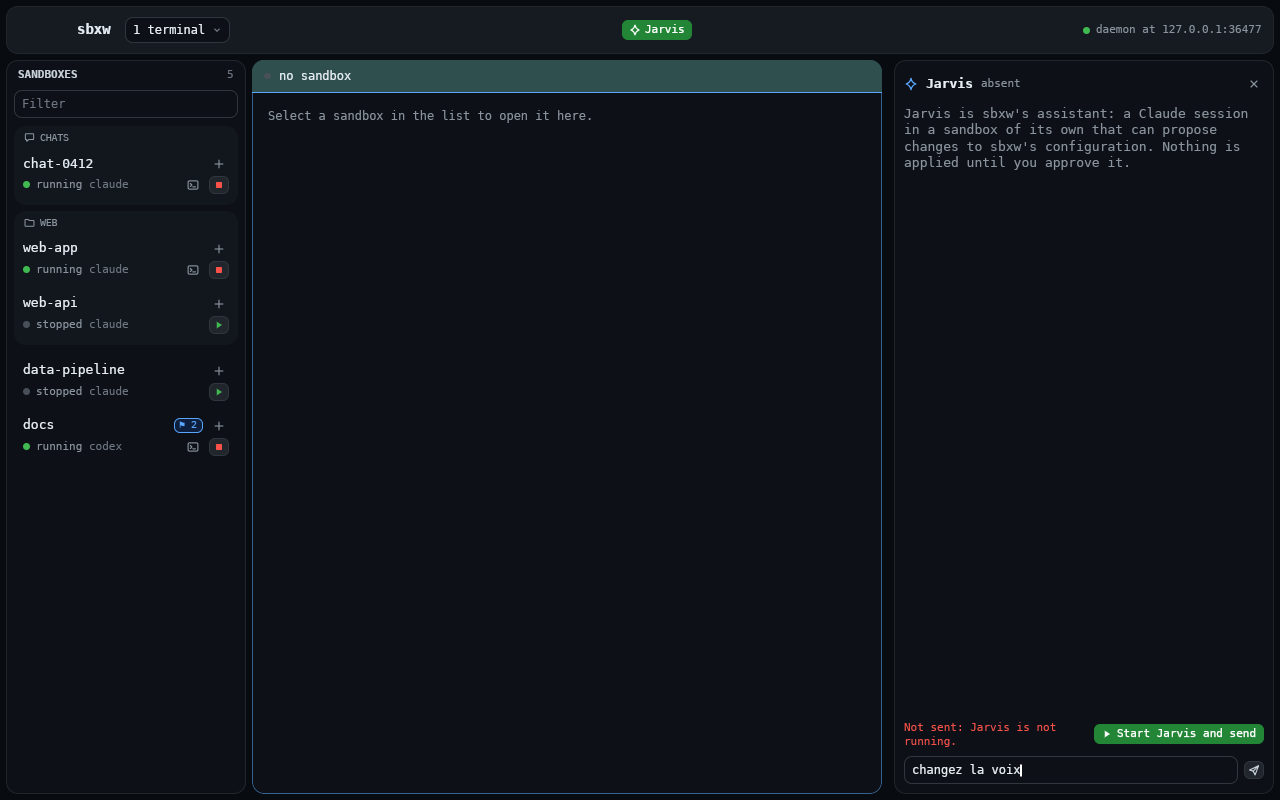 sbxw
1 terminal
Jarvis
daemon at 127.0.0.1:36477
SANDBOXES 5
Filter
CHATS
chat-0412
running claude
WEB
web-app
running claude
web-api
stopped claude
data-pipeline
stopped claude
docs 2
running codex
no sandbox
Select a sandbox in the list to open it here.
Jarvis absent
Jarvis is sbxw's assistant: a Claude session
in a sandbox of its own that can propose
changes to sbxw's configuration. Nothing is
applied until you approve it.
Not sent: Jarvis is not
running.
Start Jarvis and send
changez la voix